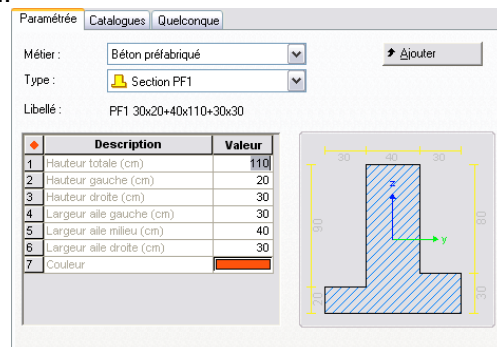 Paramétrée Catalogues Quelconque
Métier : Béton préfabriqué Ajouter
Type : Section PF1
Libellé : PF1 30x20+40x110+30x30
Description Valeur
1 Hauteur totale (cm) 110
2 Hauteur gauche (cm) 20
3 Hauteur droite (cm) 30
4 Largeur aile gauche (cm) 30
5 Largeur aile milieu (cm) 40
6 Largeur aile droite (cm) 30
7 Couleur
30 40 30
z
90 80
y
20 30